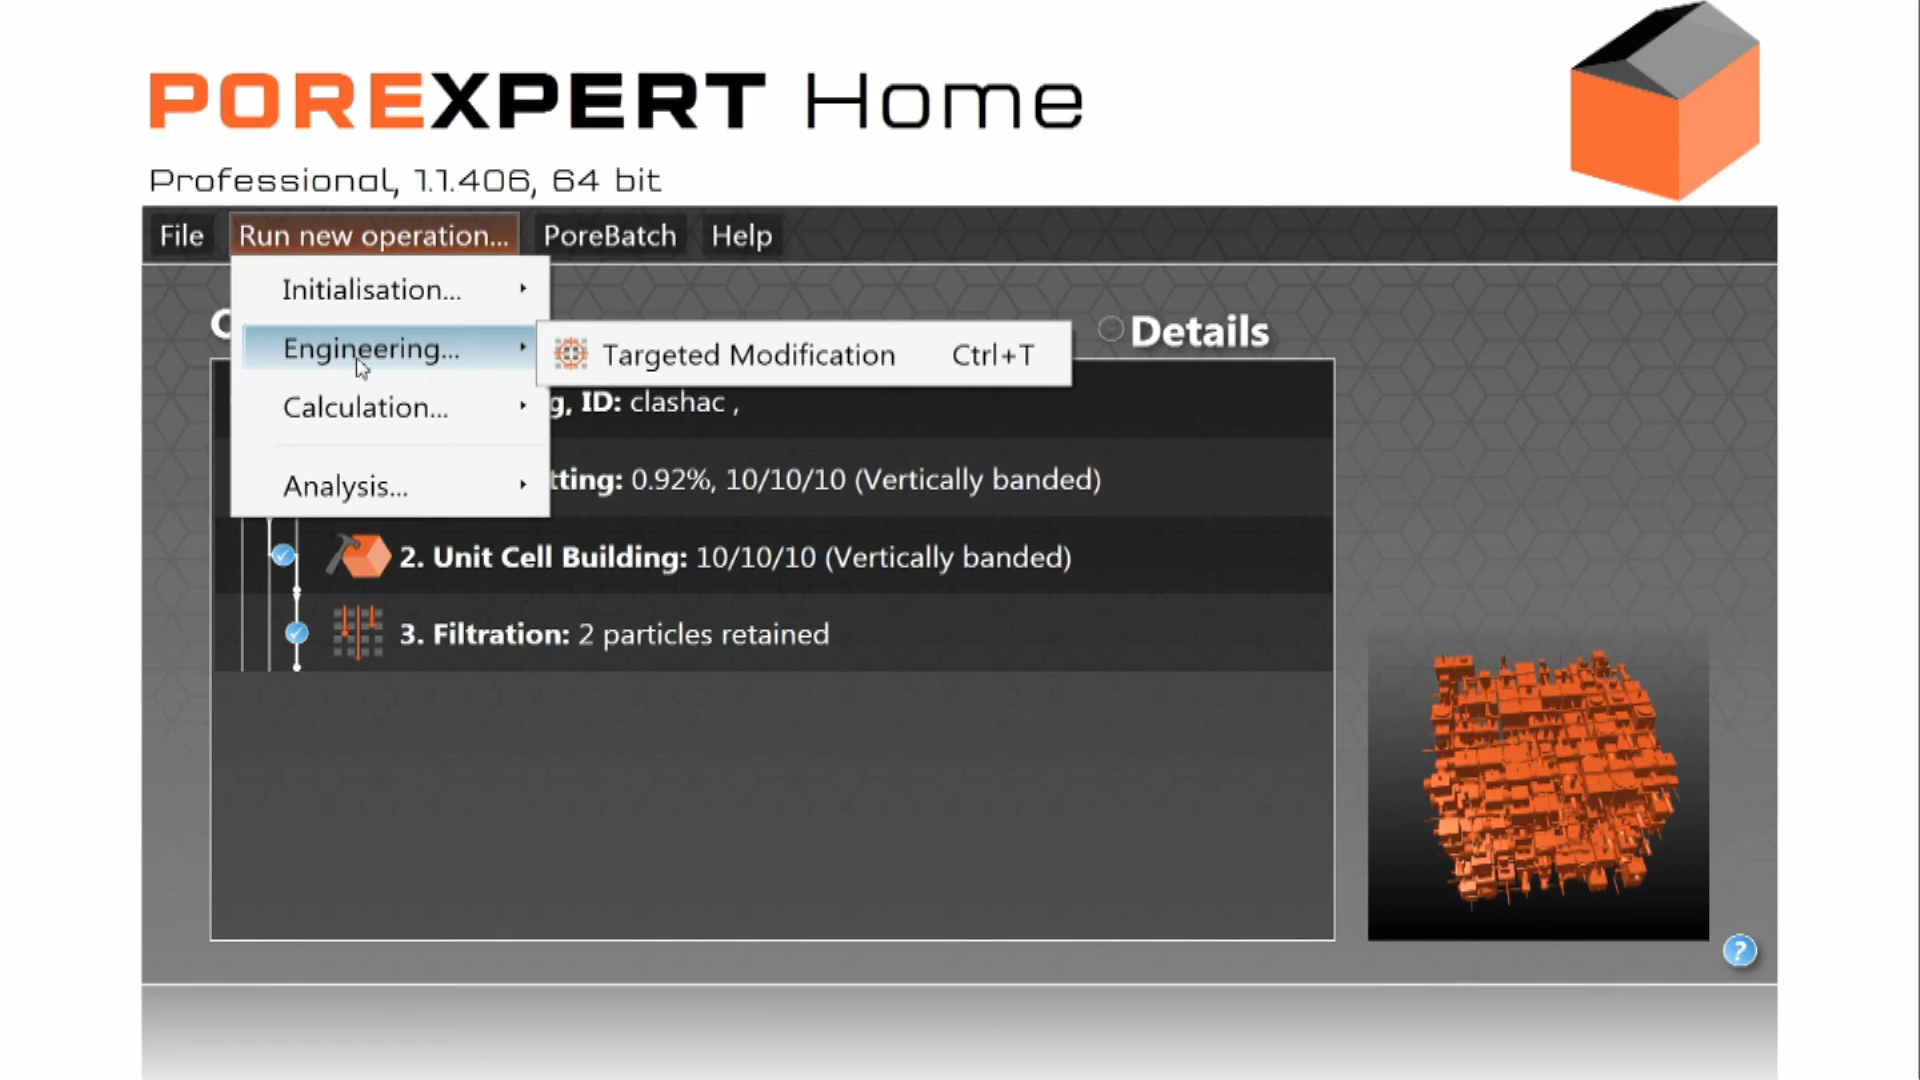 POREXPERT Home
Professional, 1.1.406, 64 bit
File Run new operation... PoreBatch Help
Initialisation...
Details
Engineering...
Targeted Modification Ctrl+T
Calculation...
g, ID: clashac ,
Analysis...
tting: 0.92%, 10/10/10 (Vertically banded)
2. Unit Cell Building: 10/10/10 (Vertically banded)
3. Filtration: 2 particles retained
?